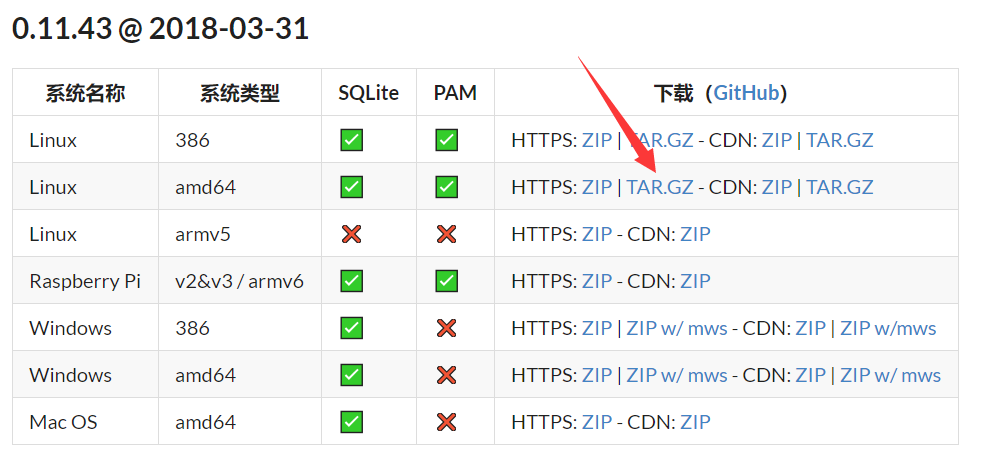 0.11.43 @ 2018-03-31
系统名称 系统类型 SQLite PAM 下载（GitHub）
Linux 386 HTTPS: ZIP | TAR.GZ - CDN: ZIP | TAR.GZ
Linux amd64 HTTPS: ZIP | TAR.GZ - CDN: ZIP | TAR.GZ
Linux armv5 HTTPS: ZIP - CDN: ZIP
Raspberry Pi v2&v3 / armv6 HTTPS: ZIP - CDN: ZIP
Windows 386 HTTPS: ZIP | ZIP w/ mws - CDN: ZIP | ZIP w/mws
Windows amd64 HTTPS: ZIP | ZIP w/ mws - CDN: ZIP | ZIP w/ mws
Mac OS amd64 HTTPS: ZIP - CDN: ZIP